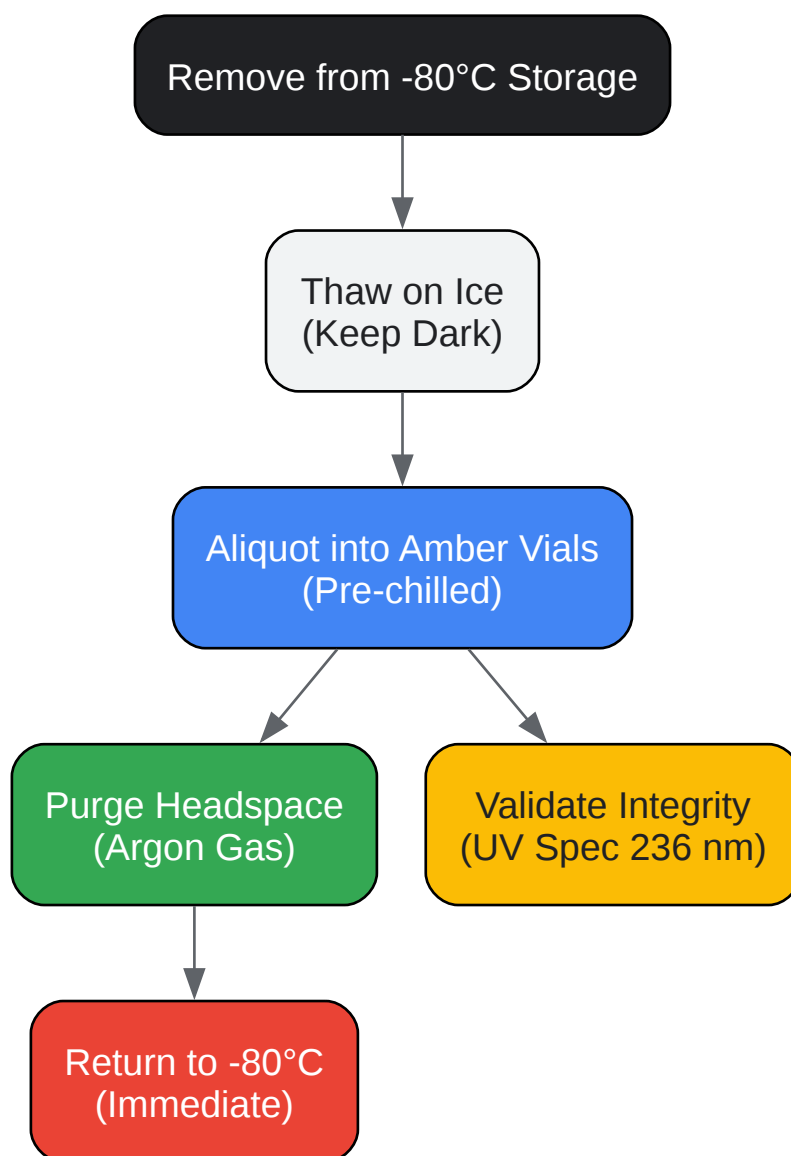 Remove from -80°C Storage
Thaw on Ice
(Keep Dark)
Aliquot into Amber Vials
(Pre-chilled)
Purge Headspace
(Argon Gas)
Validate Integrity
(UV Spec 236 nm)
Return to -80°C
(Immediate)